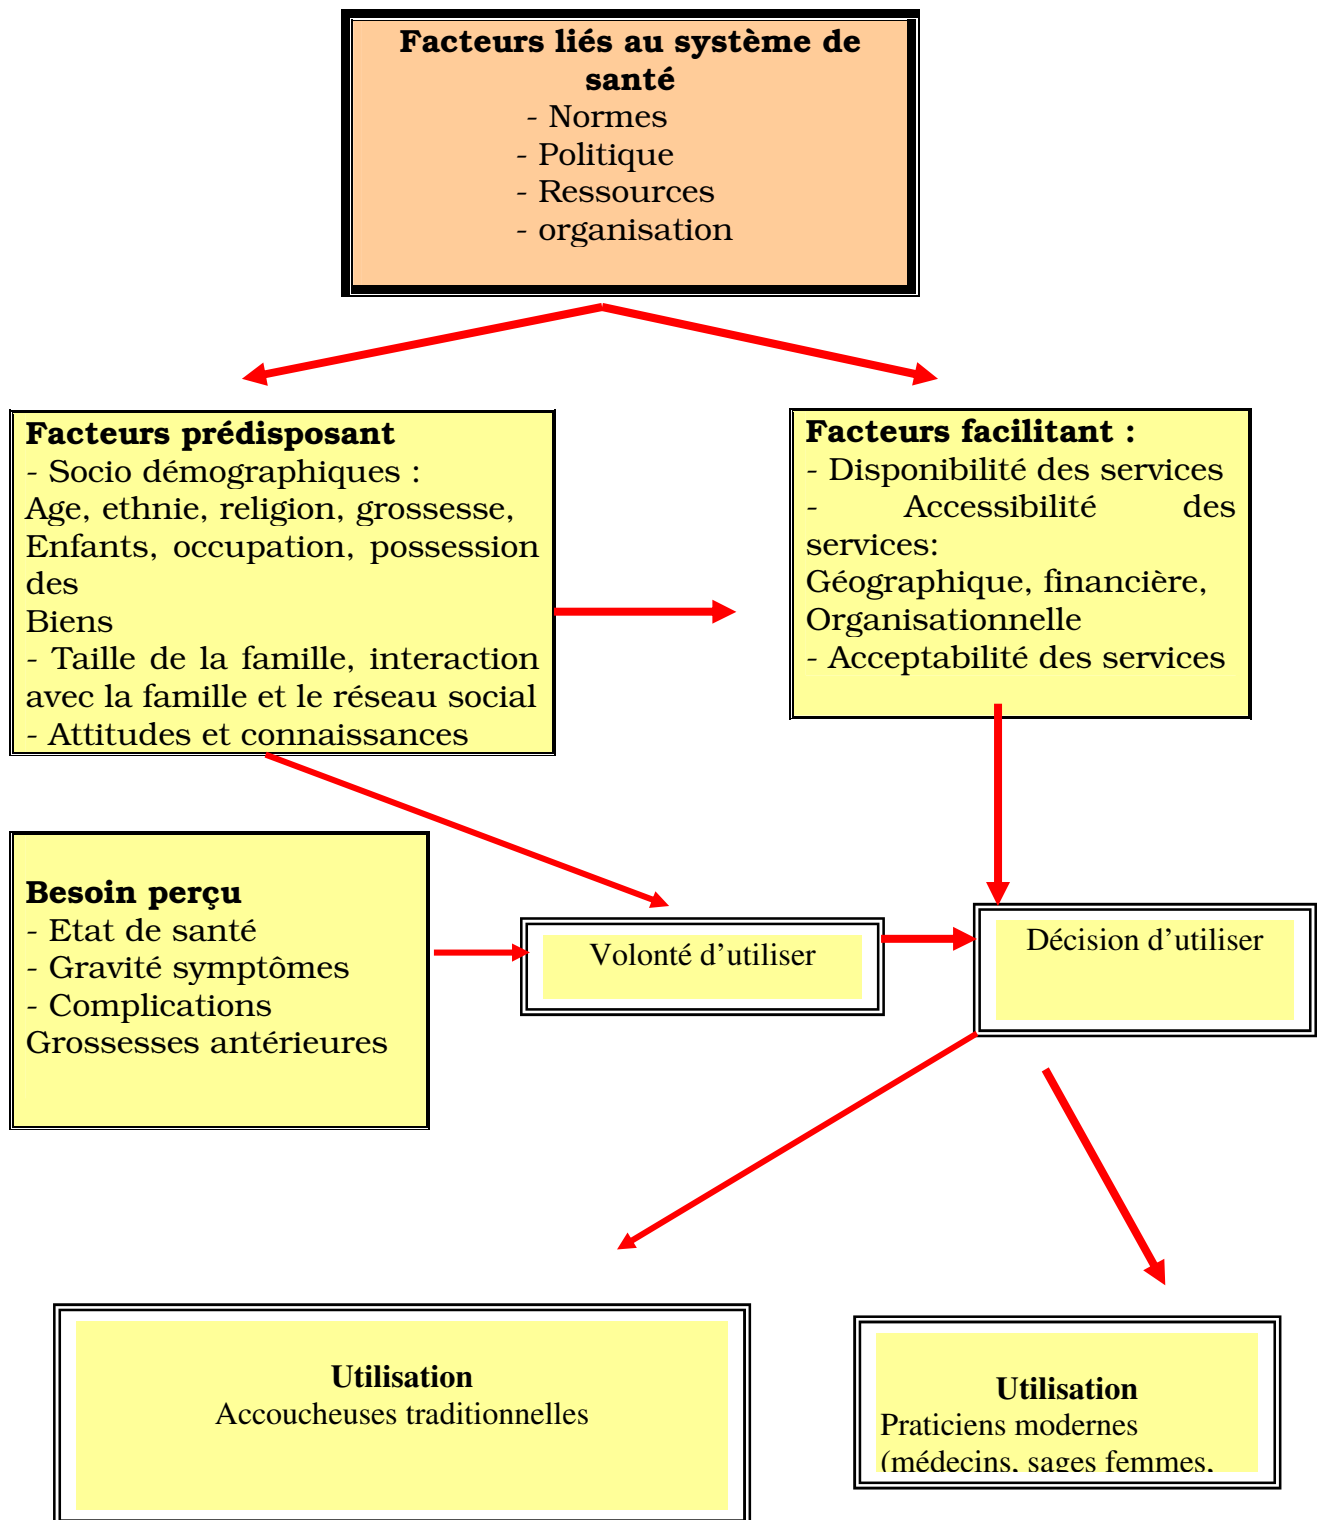 Facteurs liés au système de
santé
- Normes
- Politique
- Ressources
- organisation
Facteurs prédisposant
- Socio démographiques :
Age, ethnie, religion, grossesse,
Enfants, occupation, possession
des
Biens
- Taille de la famille, interaction
avec la famille et le réseau social
- Attitudes et connaissances
Facteurs facilitant :
- Disponibilité des services
- Accessibilité des
services:
Géographique, financière,
Organisationnelle
- Acceptabilité des services
Besoin perçu
- Etat de santé
- Gravité symptômes
- Complications
Grossesses antérieures
Volonté d’utiliser
Décision d’utiliser
Utilisation
Accoucheuses traditionnelles
Utilisation
Praticiens modernes
(médecins, sages femmes,